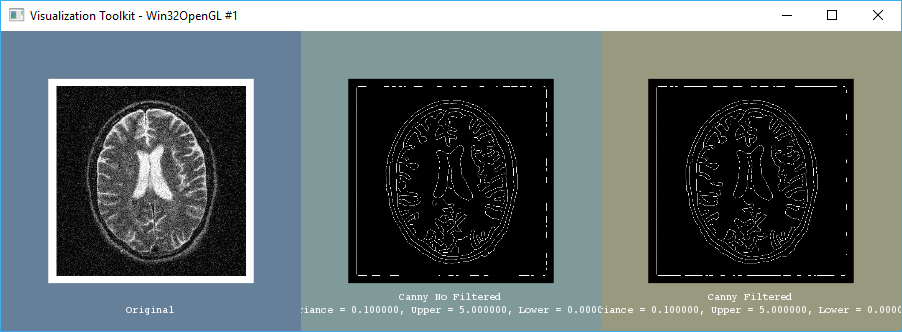 Visualization Toolkit - Win32OpenGL #1
Original
Canny No Filtered
riance = 0.100000, Upper = 5.000000, Lower = 0.0000
Canny Filtered
iance = 0.100000, Upper = 5.000000, Lower = 0.0000